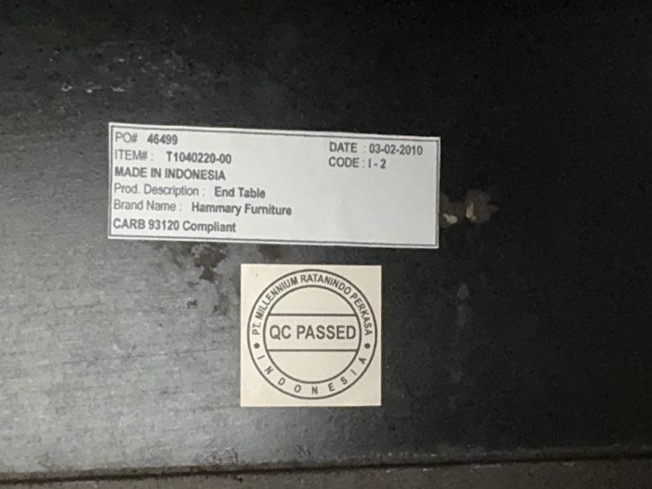 PO# 46499
ITEM# : T1040220-00
MADE IN INDONESIA
Prod. Description : End Table
Brand Name : Hammary Furniture
CARB 93120 Compliant
DATE : 03-02-2010
CODE : I - 2
PT. MILLENNIUM RATANINDO PERKASA
QC PASSED
INDONESIA